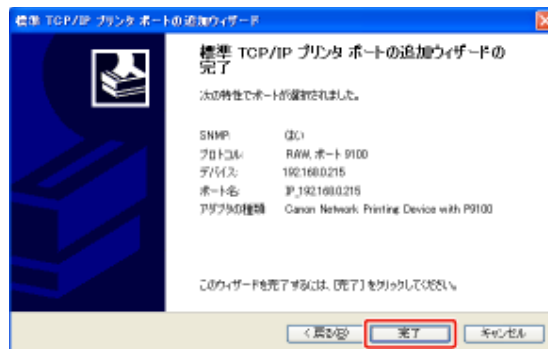 標準 TCP/IP プリンタ ポートの追加ウィザード
標準 TCP/IP プリンタ ポートの追加ウィザードの
完了
次の特性でポートが選択されました。
SNMP: はい
プロトコル: RAW, ポート 9100
デバイス: 192.168.0.215
ポート名: IP_192.168.0.215
アダプタの種類: Canon Network Printing Device with P9100
このウィザードを完了するには、[完了] をクリックしてください。
< 戻る(B) 完了 キャンセル